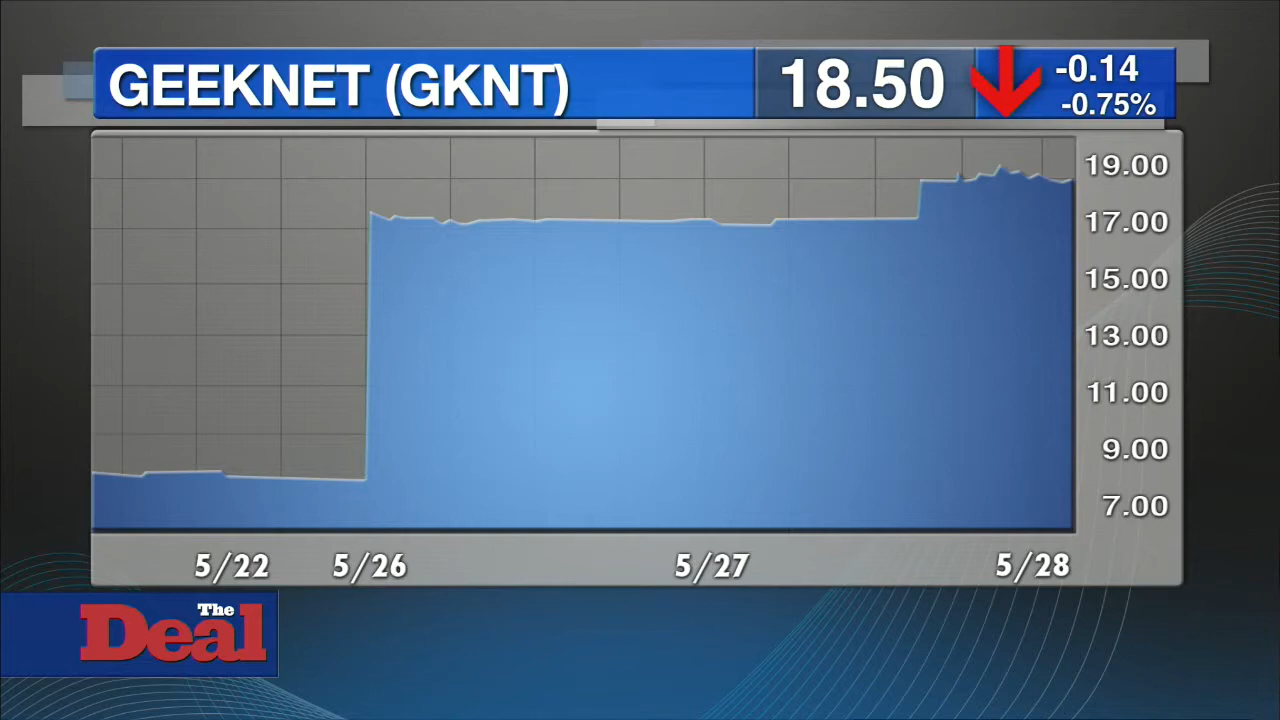 GEEKNET (GKNT)
18.50
-0.14
-0.75%
19.00
17.00
15.00
13.00
11.00
9.00
7.00
5/22 5/26 5/27 5/28
The
Deal